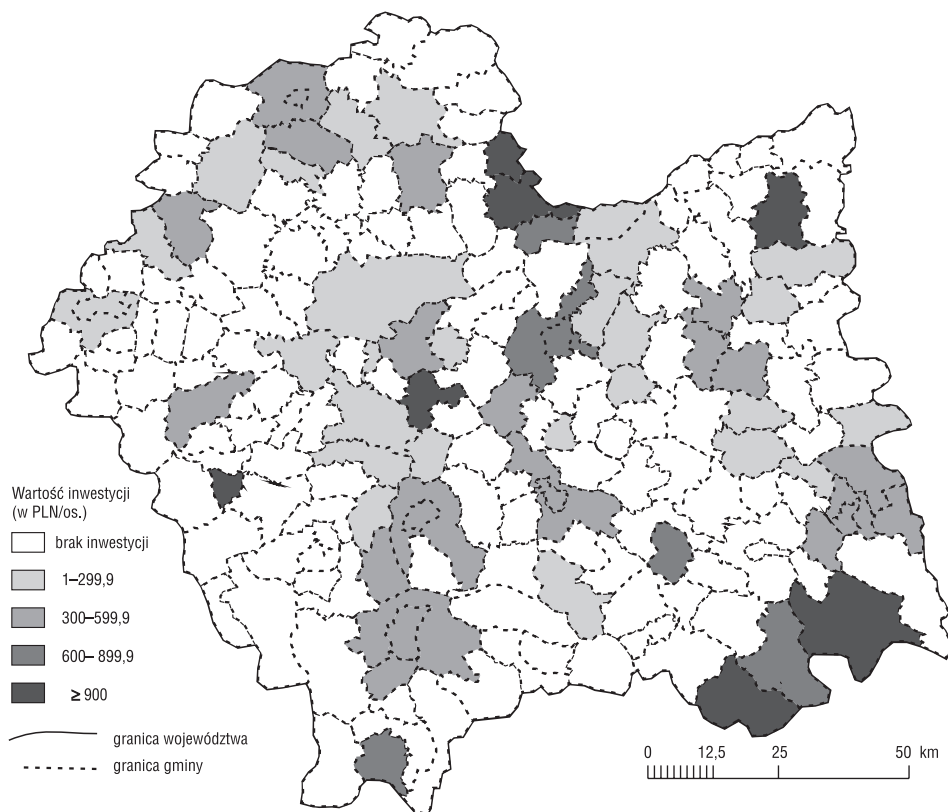 Wartość inwestycji
(w PLN/os.)
brak inwestycji
1–299,9
300–599,9
600– 899,9
≥ 900
granica województwa
granica gminy
0 12,5 25 50 km